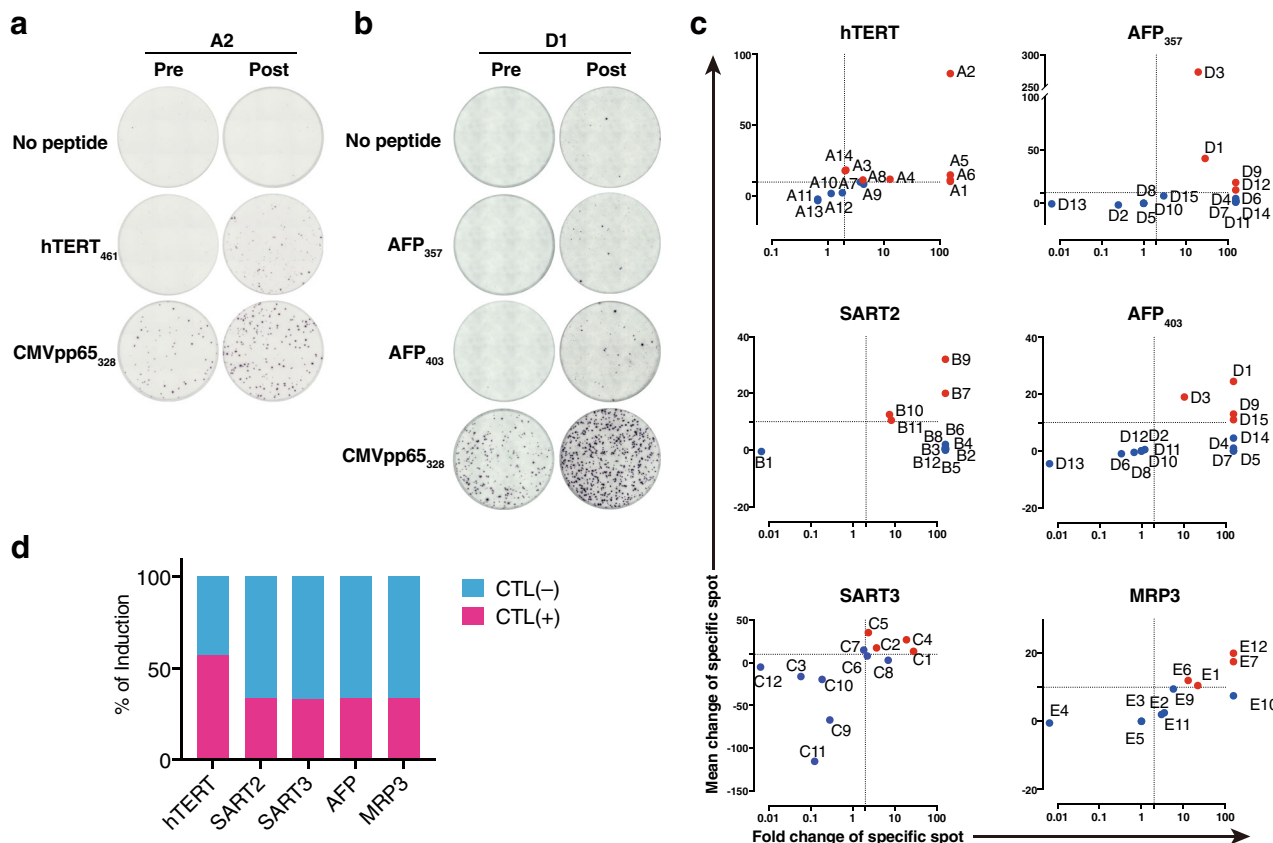 a
A2
Pre Post
No peptide
hTERT461
CMVpp65328
b
D1
Pre Post
No peptide
AFP357
AFP403
CMVpp65328
c
Mean change of specific spot
Fold change of specific spot
hTERT
100
50
0
0.1 1 10 100
A2
A14
A3
A5
A10 A7 A8 A4 A6
A11 A9 A1
A13 A12
AFP357
300
250
100
50
0
0.01 0.1 1 10 100
D3
D1
D9
D8 D12
D13 D15 D4 D6
D2 D5 D10 D7 D14
D11
SART2
40
20
0
-20
0.01 0.1 1 10 100
B9
B7
B10
B11 B6
B8 B4
B3 B2
B1 B12 B5
AFP403
40
20
0
-20
0.01 0.1 1 10 100
D1
D3
D9
D15
D12 D2 D14
D11 D4
D13 D6 D10 D7 D5
D8
SART3
50
0
-50
-100
-150
0.01 0.1 1 10 100
C5
C7 C2 C4
C3 C6 C1
C12 C10 C8
C9
C11
MRP3
20
0
-20
0.01 0.1 1 10 100
E12
E7
E6 E1
E3 E2 E9 E10
E4 E5 E11
d
% of Induction
100
50
0
hTERT SART2 SART3 AFP MRP3
CTL(–)
CTL(+)